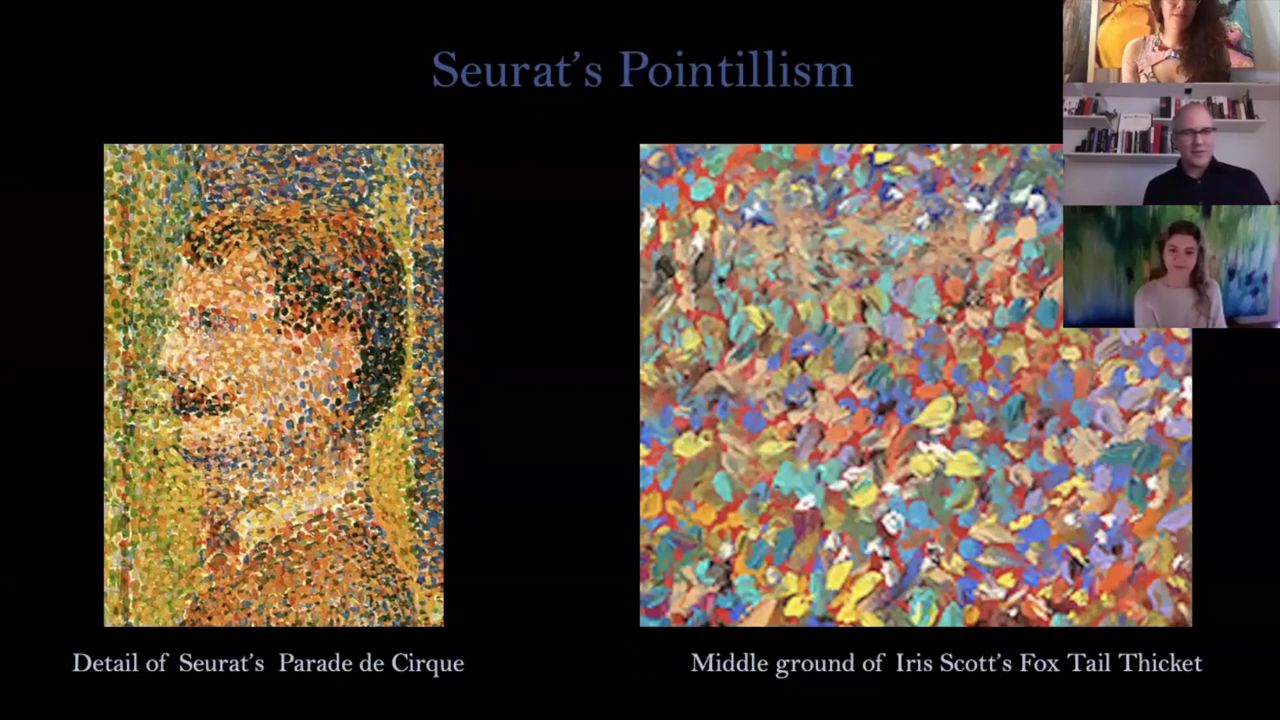 Seurat's Pointillism
Detail of Seurat's Parade de Cirque
Middle ground of Iris Scott's Fox Tail Thicket